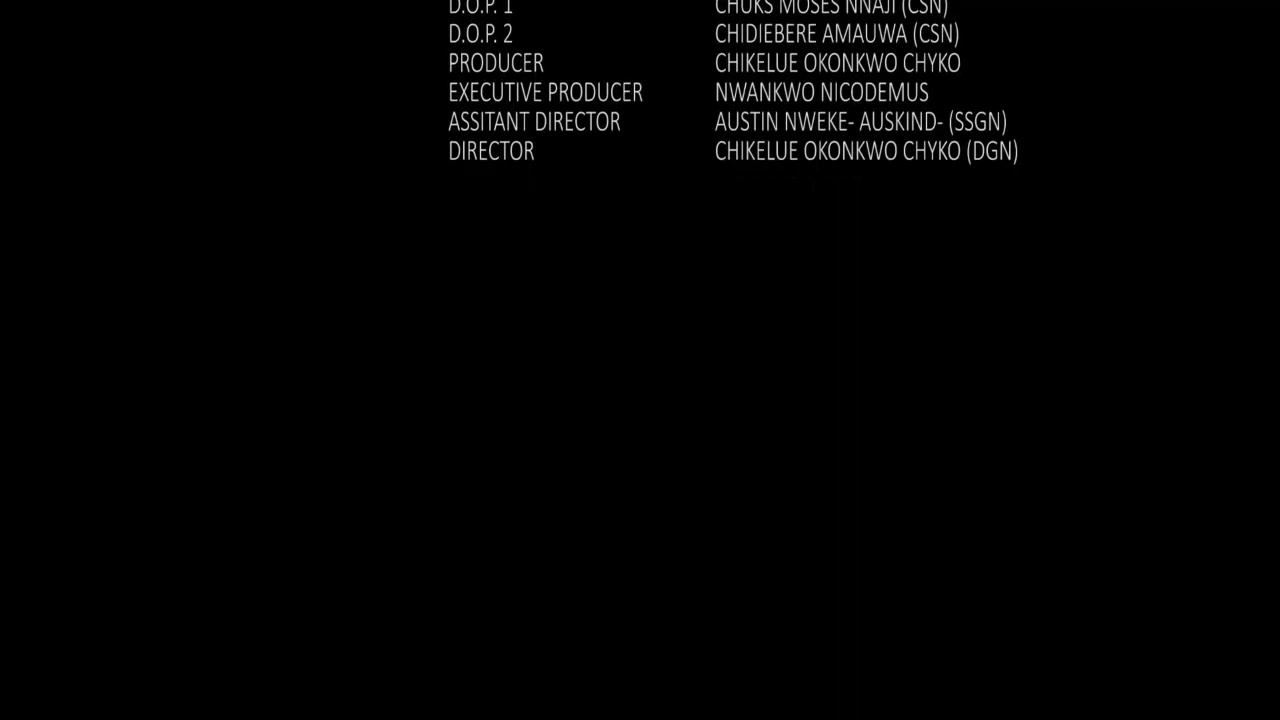 D.O.P. 1 CHUKS MOSES NNAJI (CSN)
D.O.P. 2 CHIDIEBERE AMAUWA (CSN)
PRODUCER CHIKELUE OKONKWO CHYKO
EXECUTIVE PRODUCER NWANKWO NICODEMUS
ASSITANT DIRECTOR AUSTIN NWEKE- AUSKIND- (SSGN)
DIRECTOR CHIKELUE OKONKWO CHYKO (DGN)